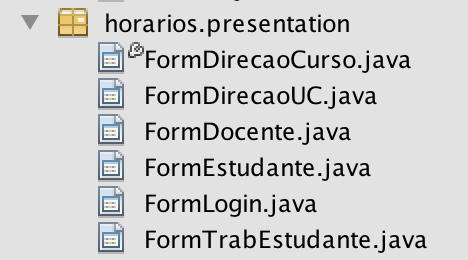 horarios.presentation
FormDirecaoCurso.java
FormDirecaoUC.java
FormDocente.java
FormEstudante.java
FormLogin.java
FormTrabEstudante.java